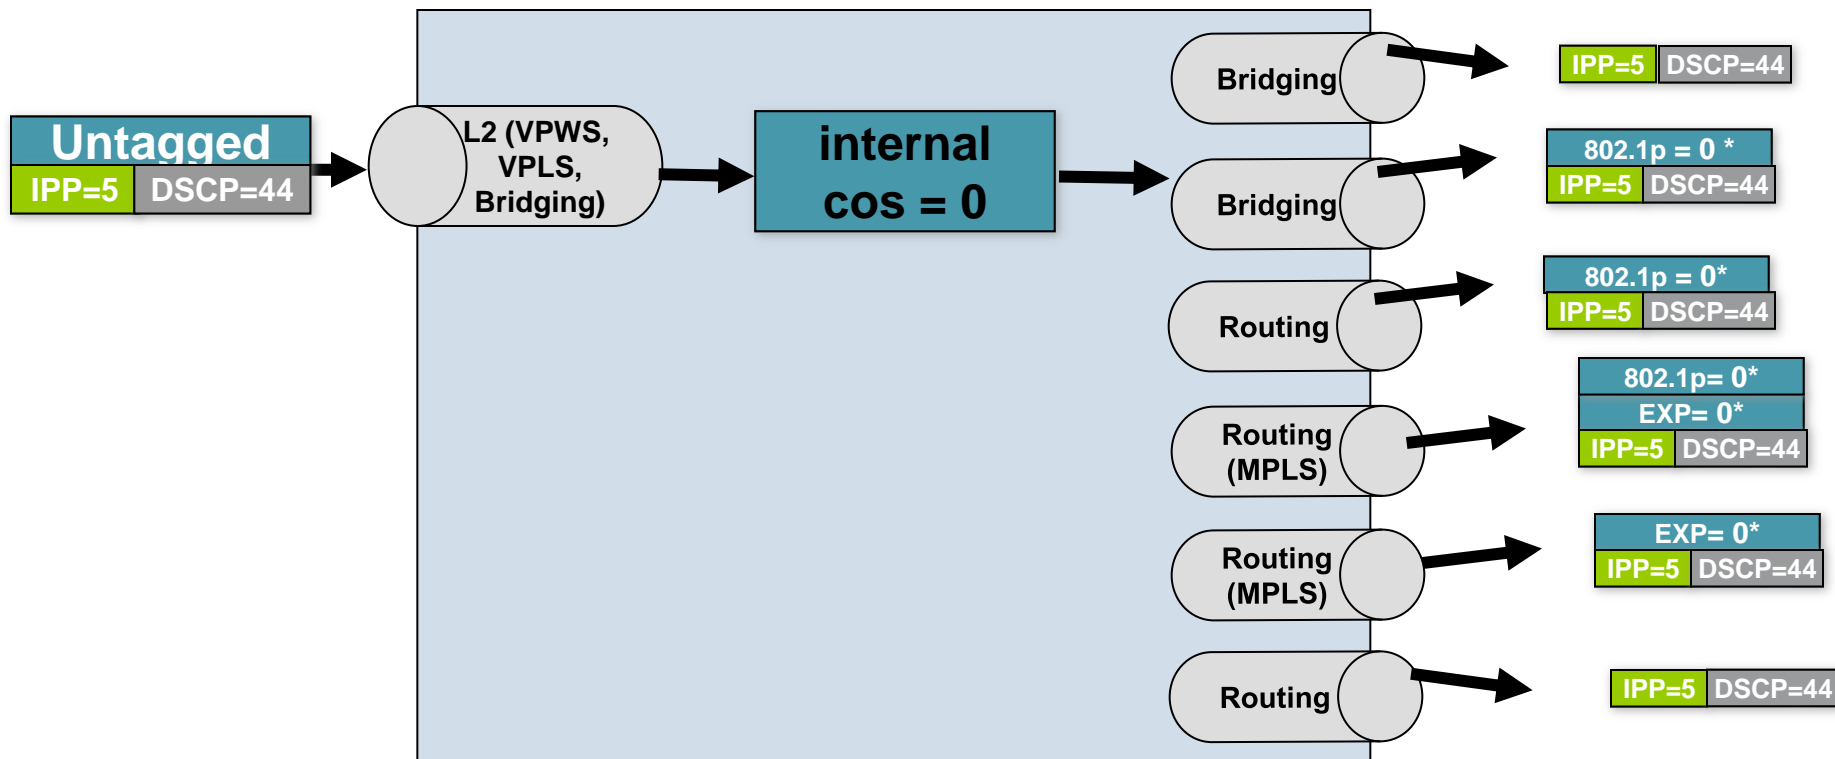 Untagged
IPP=5 DSCP=44
L2 (VPWS,
VPLS,
Bridging)
internal
cos = 0
Bridging
IPP=5 DSCP=44
Bridging
802.1p = 0 *
IPP=5 DSCP=44
Routing
802.1p = 0*
IPP=5 DSCP=44
Routing
(MPLS)
802.1p= 0*
EXP= 0*
IPP=5 DSCP=44
Routing
(MPLS)
EXP= 0*
IPP=5 DSCP=44
Routing
IPP=5 DSCP=44